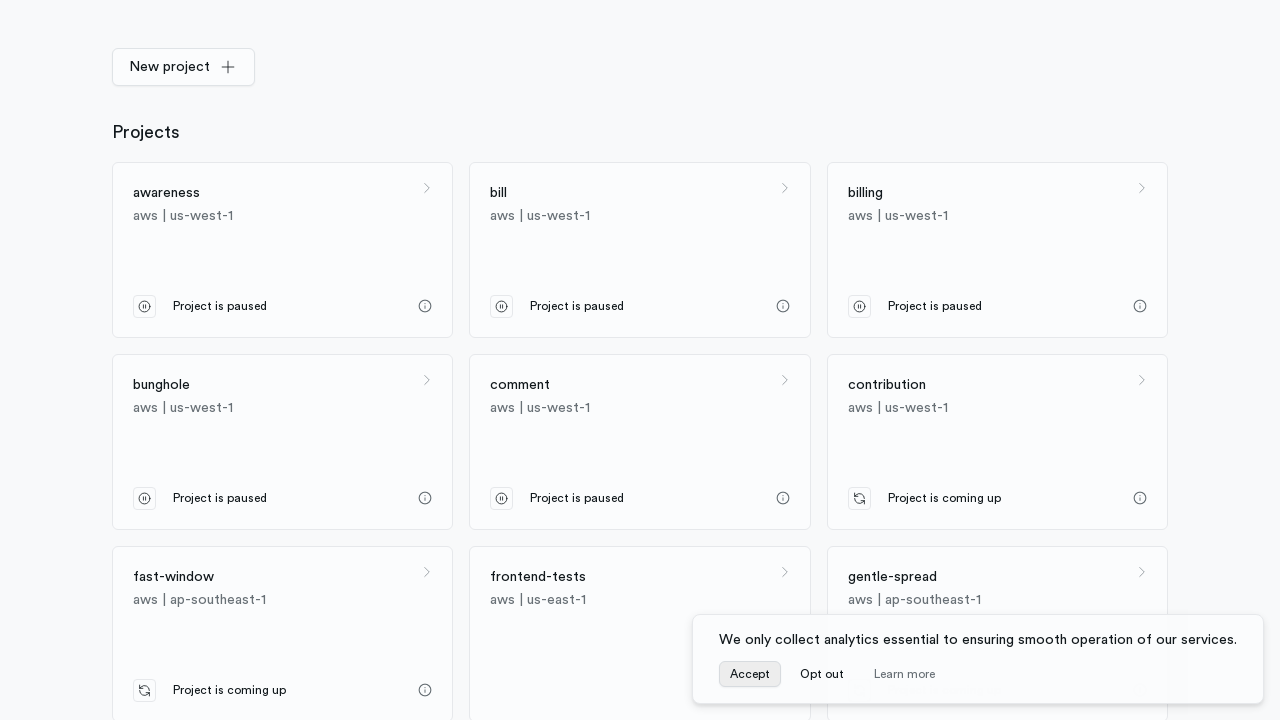 New project
Projects
awareness
aws | us-west-1
Project is paused
bill
aws | us-west-1
Project is paused
billing
aws | us-west-1
Project is paused
bunghole
aws | us-west-1
Project is paused
comment
aws | us-west-1
Project is paused
contribution
aws | us-west-1
Project is coming up
fast-window
aws | ap-southeast-1
Project is coming up
frontend-tests
aws | us-east-1
gentle-spread
aws | ap-southeast-1
We only collect analytics essential to ensuring smooth operation of our services.
Accept
Opt out
Learn more